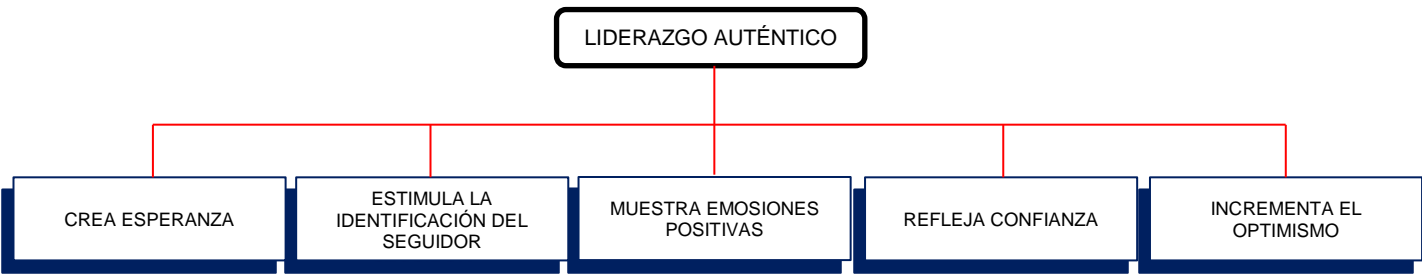 LIDERAZGO AUTÉNTICO
CREA ESPERANZA
ESTIMULA LA
IDENTIFICACIÓN DEL
SEGUIDOR
MUESTRA EMOSIONES
POSITIVAS
REFLEJA CONFIANZA
INCREMENTA EL
OPTIMISMO